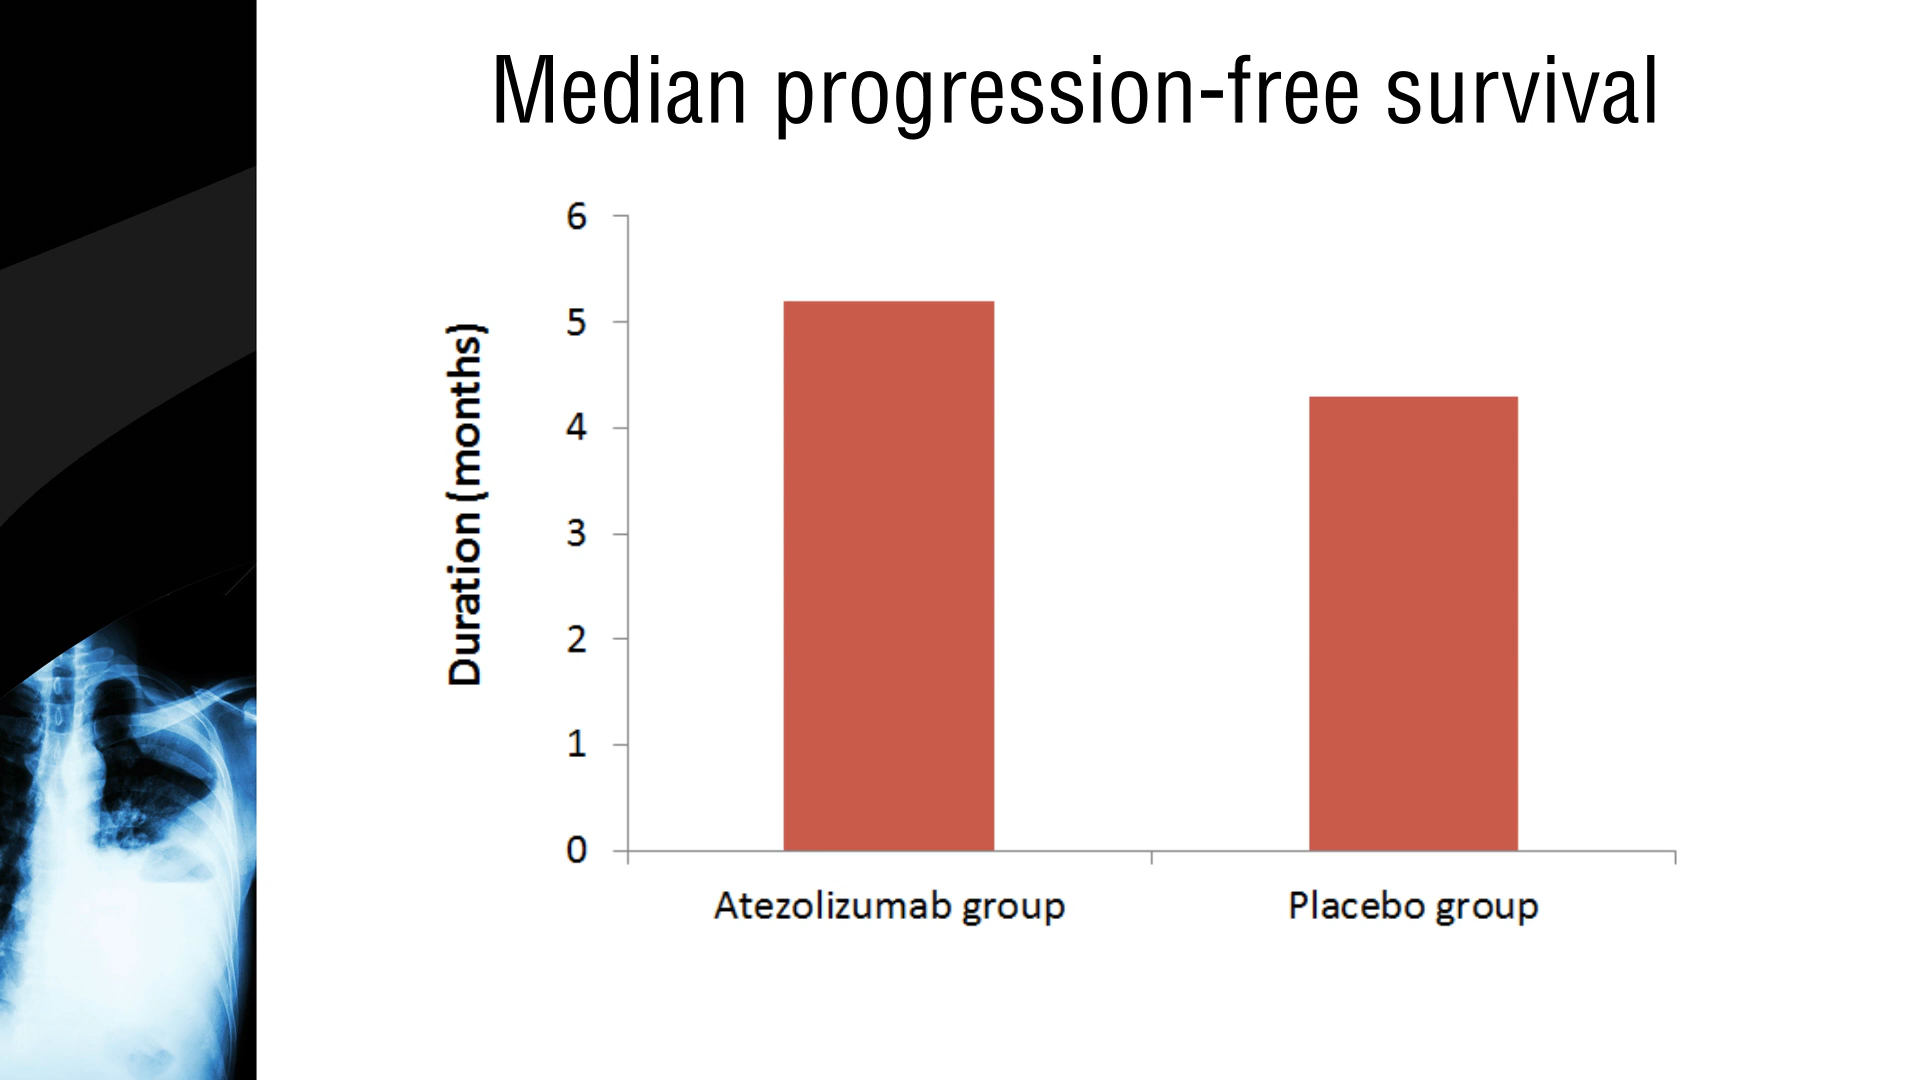 Median progression-free survival
Duration (months)
6
5
4
3
2
1
0
Atezolizumab group
Placebo group